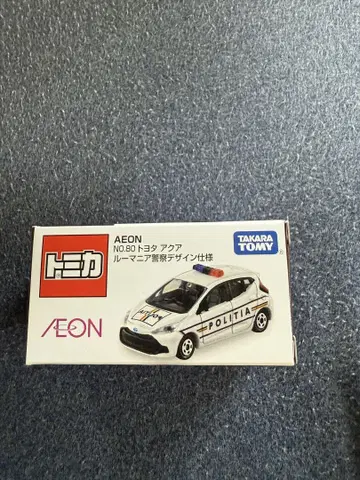 トミカ
AEON
NO.80 トヨタ アクア
ルーマニア警察デザイン仕様
TAKARA
TOMY
ÆON
POLITIA